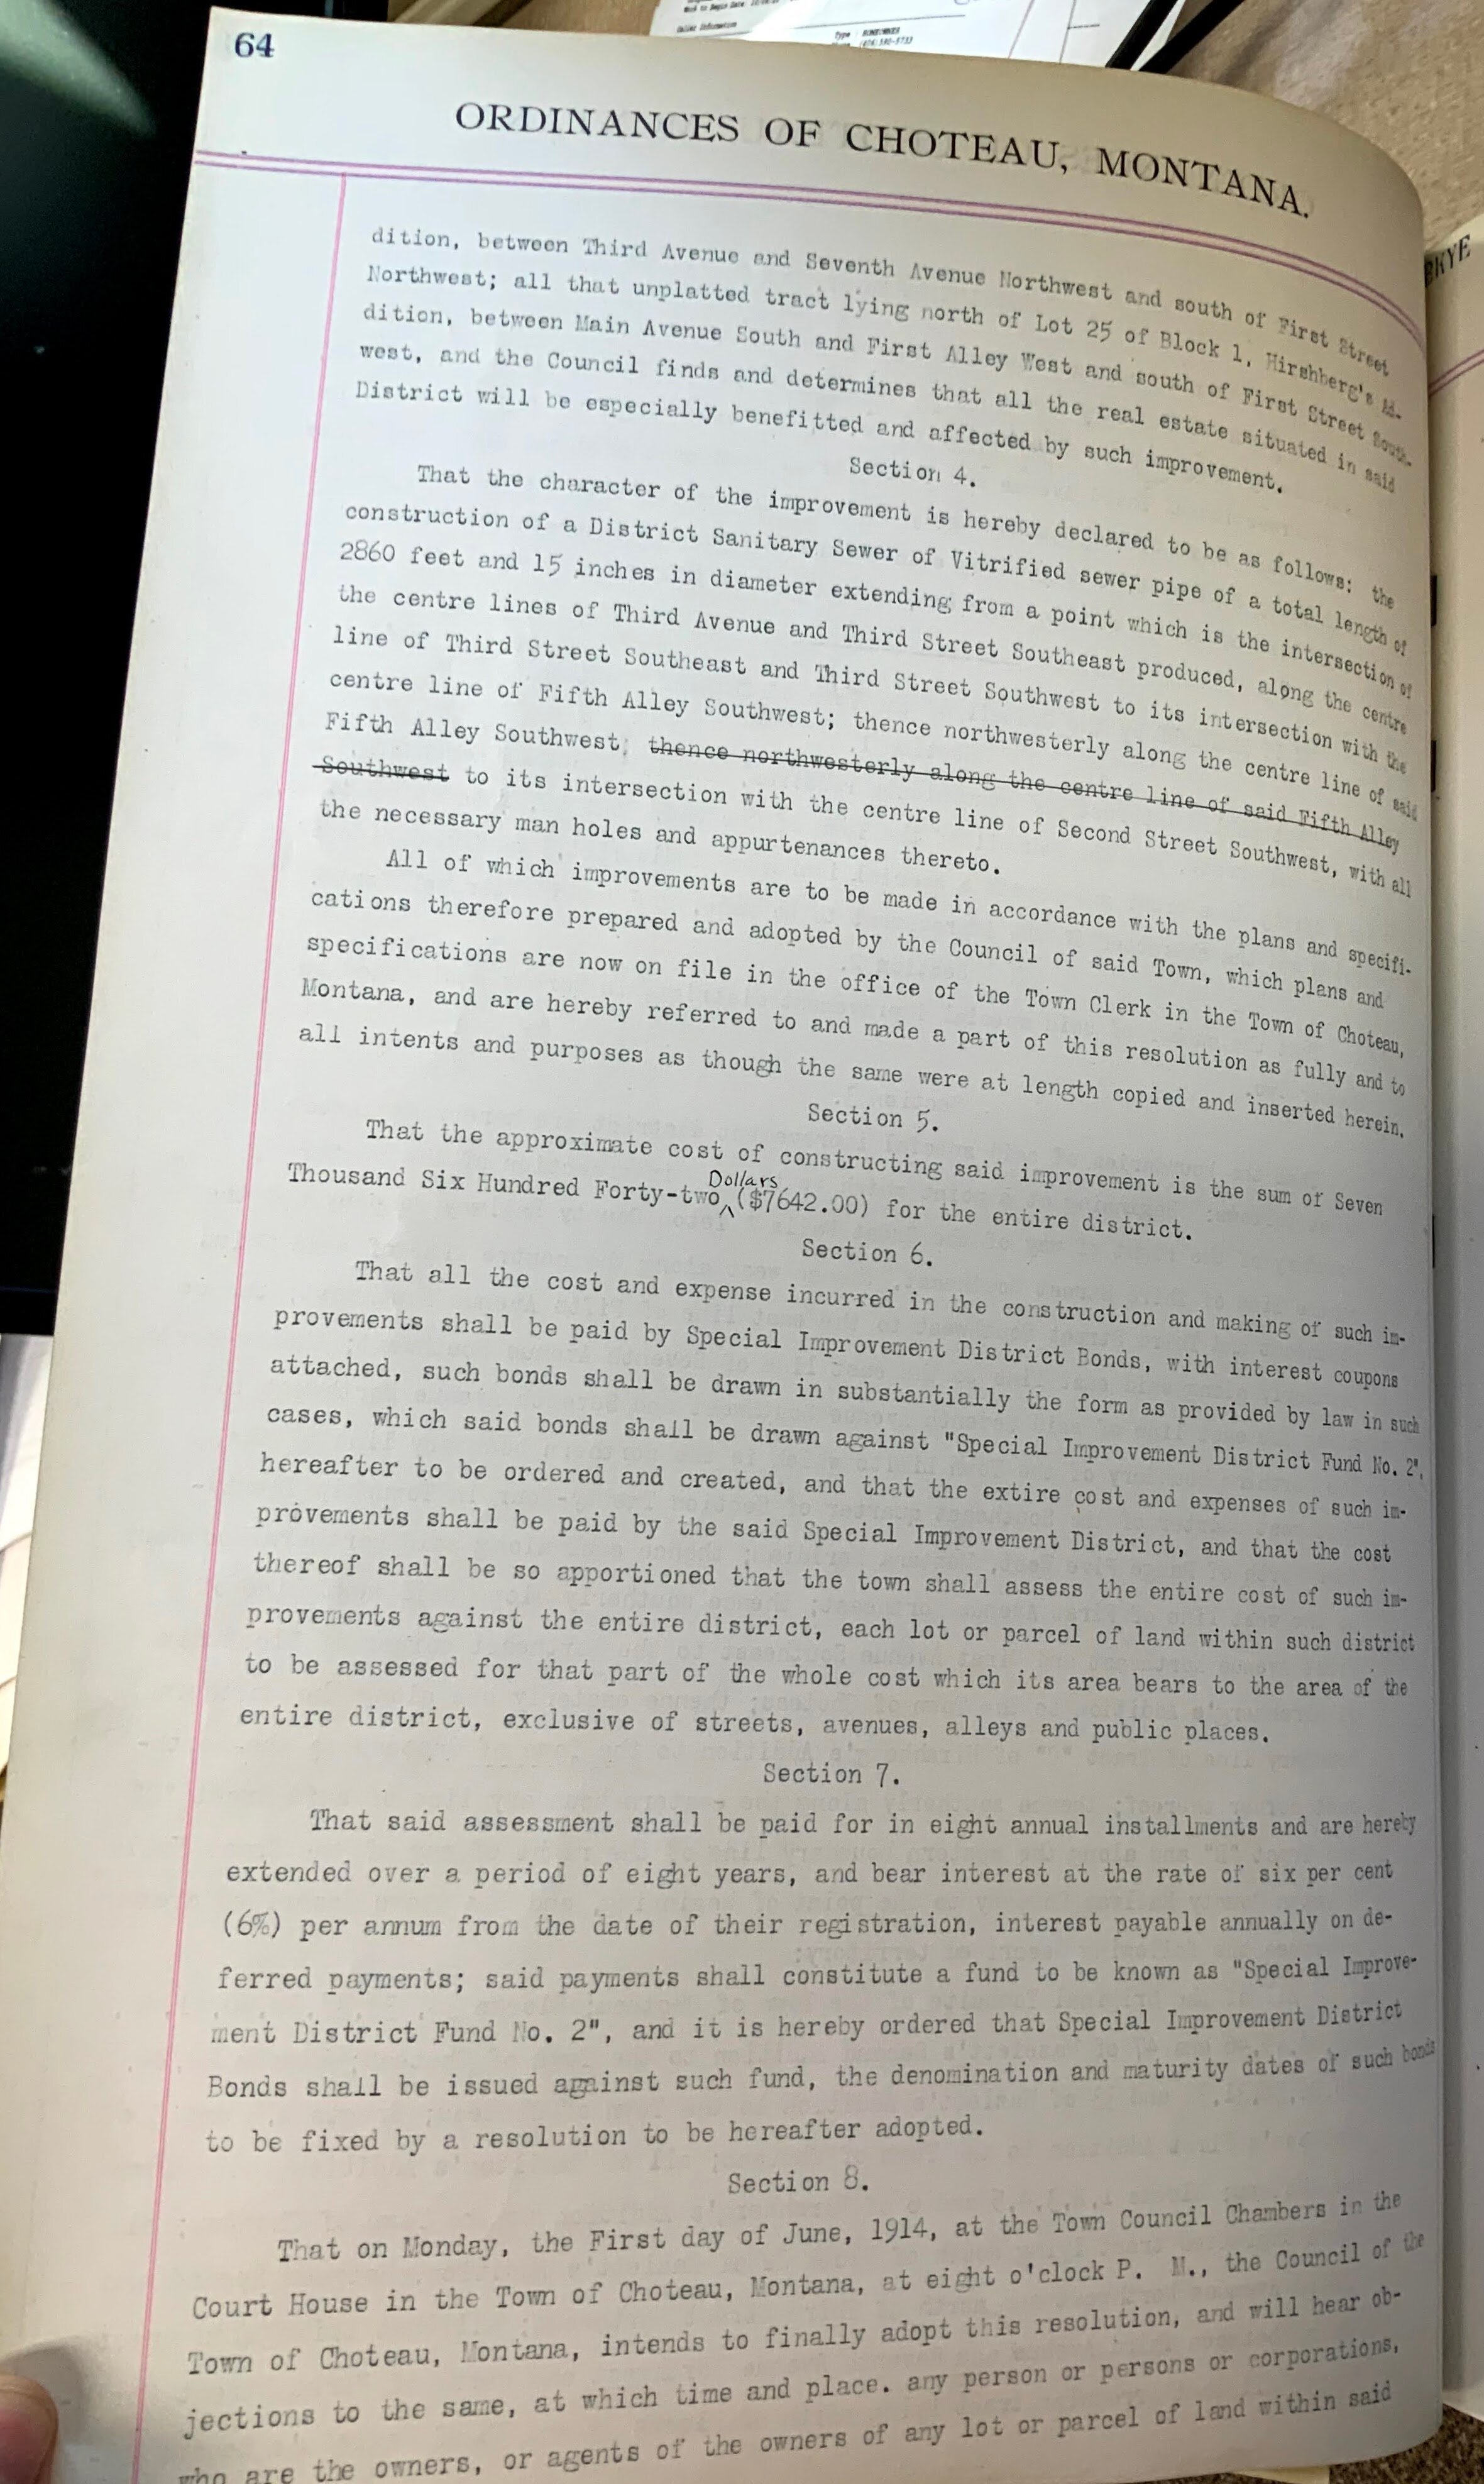 64
ORDINANCES OF CHOTEAU, MONTANA.
dition, between Third Avenue and Seventh Avenue Northwest and south of First Street
Northwest; all that unplatted tract lying north of Lot 25 of Block 1, Hirshberg's Ad-
dition, between Main Avenue South and First Alley West and south of First Street South-
west, and the Council finds and determines that all the real estate situated in said
District will be especially benefitted and affected by such improvement.
Section 4.
That the character of the improvement is hereby declared to be as follows: the
construction of a District Sanitary Sewer of Vitrified sewer pipe of a total length of
2860 feet and 15 inches in diameter extending from a point which is the intersection of
the centre lines of Third Avenue and Third Street Southeast produced, along the centre
line of Third Street Southeast and Third Street Southwest to its intersection with the
centre line of Fifth Alley Southwest; thence northwesterly along the centre line of said
Fifth Alley Southwest; thence northwesterly along the centre line of said Fifth Alley
Southwest to its intersection with the centre line of Second Street Southwest, with all
the necessary man holes and appurtenances thereto.
All of which improvements are to be made in accordance with the plans and specifi-
cations therefore prepared and adopted by the Council of said Town, which plans and
specifications are now on file in the office of the Town Clerk in the Town of Choteau,
Montana, and are hereby referred to and made a part of this resolution as fully and to
all intents and purposes as though the same were at length copied and inserted herein.
Section 5.
That the approximate cost of constructing said improvement is the sum of Seven
Dollars
Thousand Six Hundred Forty-two ($7642.00) for the entire district.
Section 6.
That all the cost and expense incurred in the construction and making of such im-
provements shall be paid by Special Improvement District Bonds, with interest coupons
attached, such bonds shall be drawn in substantially the form as provided by law in such
cases, which said bonds shall be drawn against "Special Improvement District Fund No. 2",
hereafter to be ordered and created, and that the extire cost and expenses of such im-
provements shall be paid by the said Special Improvement District, and that the cost
thereof shall be so apportioned that the town shall assess the entire cost of such im-
provements against the entire district, each lot or parcel of land within such district
to be assessed for that part of the whole cost which its area bears to the area of the
entire district, exclusive of streets, avenues, alleys and public places.
Section 7.
That said assessment shall be paid for in eight annual installments and are hereby
extended over a period of eight years, and bear interest at the rate of six per cent
(6%) per annum from the date of their registration, interest payable annually on de-
ferred payments; said payments shall constitute a fund to be known as "Special Improve-
ment District Fund No. 2", and it is hereby ordered that Special Improvement District
Bonds shall be issued against such fund, the denomination and maturity dates of such bonds
to be fixed by a resolution to be hereafter adopted.
Section 8.
That on Monday, the First day of June, 1914, at the Town Council Chambers in the
Court House in the Town of Choteau, Montana, at eight o'clock P. M., the Council of the
Town of Choteau, Montana, intends to finally adopt this resolution, and will hear ob-
jections to the same, at which time and place. any person or persons or corporations,
who are the owners, or agents of the owners of any lot or parcel of land within said